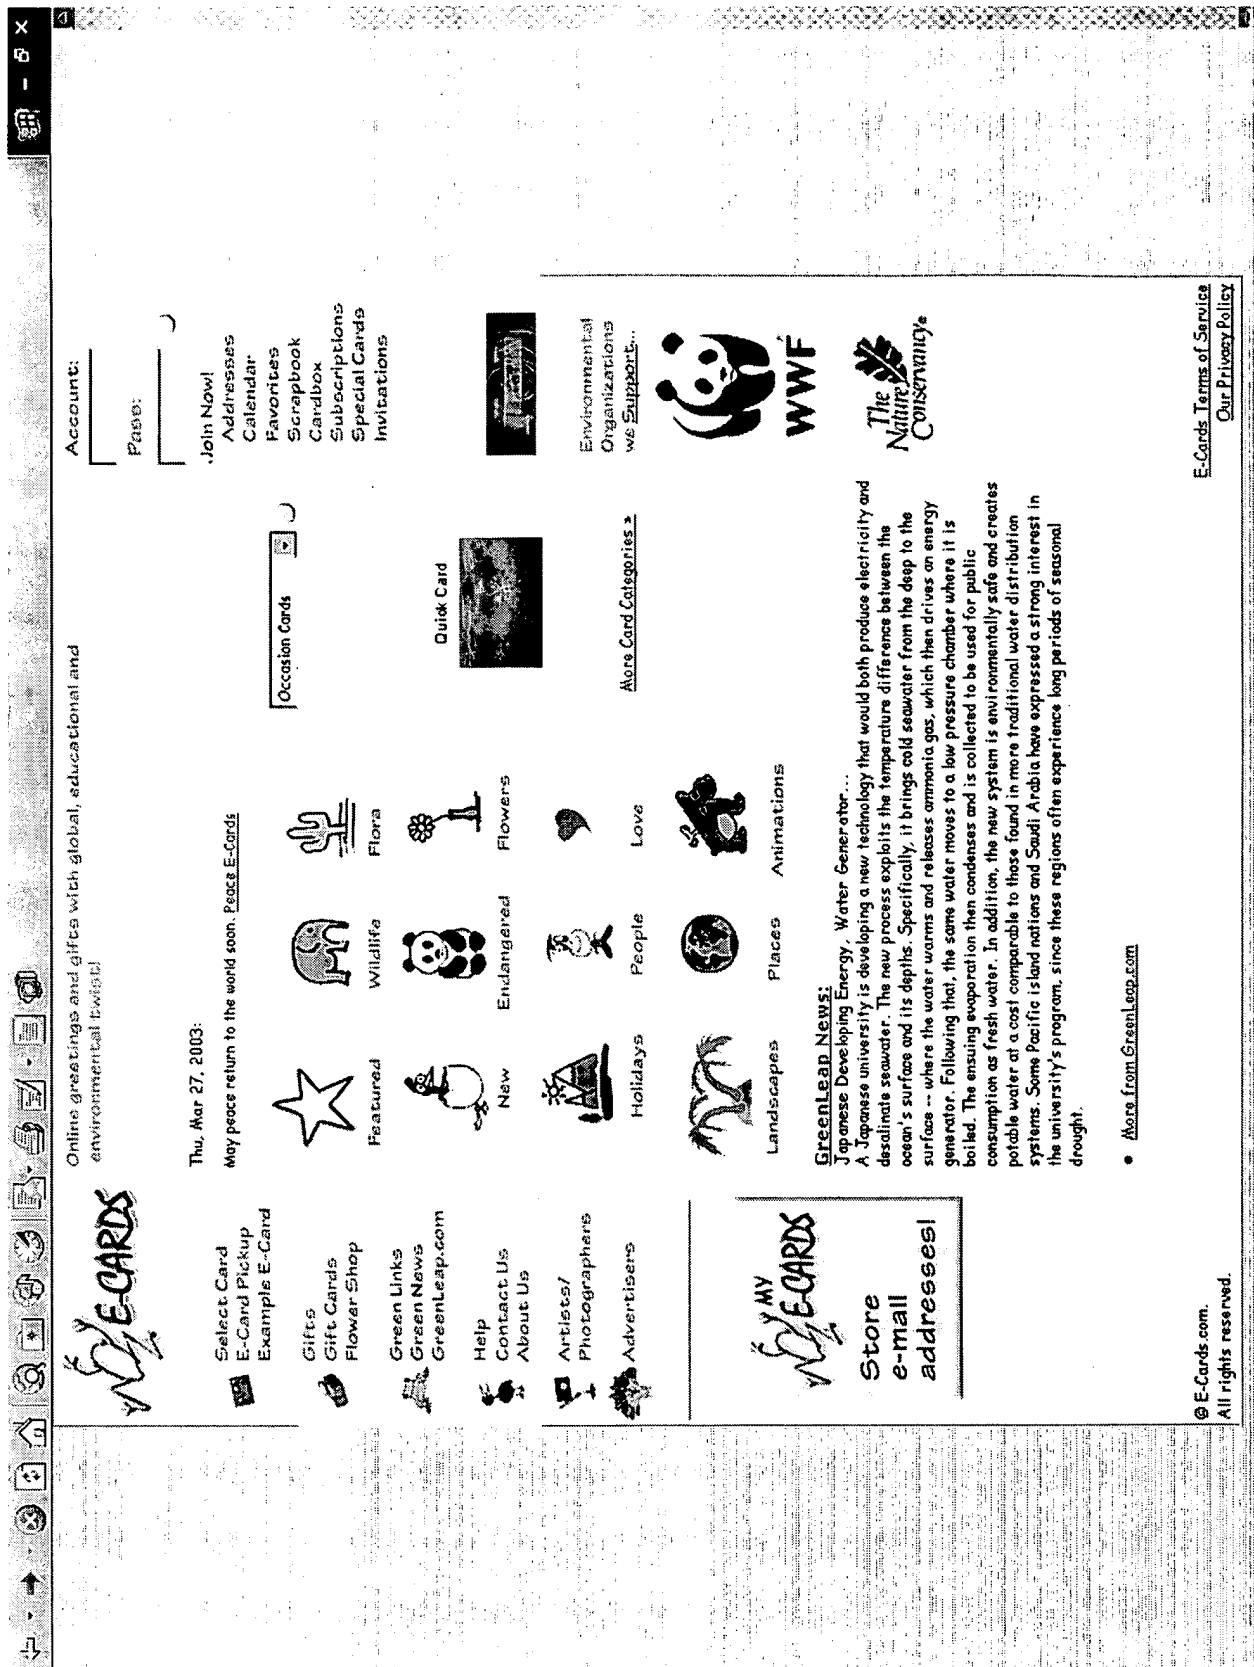 E-CARDS
Online greetings and gifts with global, educational and
environmental twist!
Account:
Pass:
Join Now!
Addresses
Calendar
Favorites
Scrapbook
Cardbox
Subscriptions
Special Cards
Invitations
Select Card
E-Card Pickup
Example E-Card
Gifts
Gift Cards
Flower Shop
Green Links
Green News
GreenLeap.com
Help
Contact Us
About Us
Artists/
Photographers
Advertisers
MY
E-CARDS
Store
e-mail
addresses!
Thu, Mar 27, 2003:
May peace return to the world soon. Peace E-Cards
Featured
Wildlife
Flora
New
Endangered
Flowers
Holidays
People
Love
Landscapes
Places
Animations
Occasion Cards
Quick Card
More Card Categories »
Environmental
Organizations
we Support...
WWF
The
Nature
Conservancy®
GreenLeap News:
Japanese Developing Energy, Water Generator...
A Japanese university is developing a new technology that would both produce electricity and
desalinate seawater. The new process exploits the temperature difference between the
ocean's surface and its depths. Specifically, it brings cold seawater from the deep to the
surface -- where the water warms and releases ammonia gas, which then drives an energy
generator. Following that, the same water moves to a low pressure chamber where it is
boiled. The ensuing evaporation then condenses and is collected to be used for public
consumption as fresh water. In addition, the new system is environmentally safe and creates
potable water at a cost comparable to those found in more traditional water distribution
systems. Some Pacific island nations and Saudi Arabia have expressed a strong interest in
the university's program, since these regions often experience long periods of seasonal
drought.
• More from GreenLeap.com
© E-Cards.com.
All rights reserved.
E-Cards Terms of Service
Our Privacy Policy